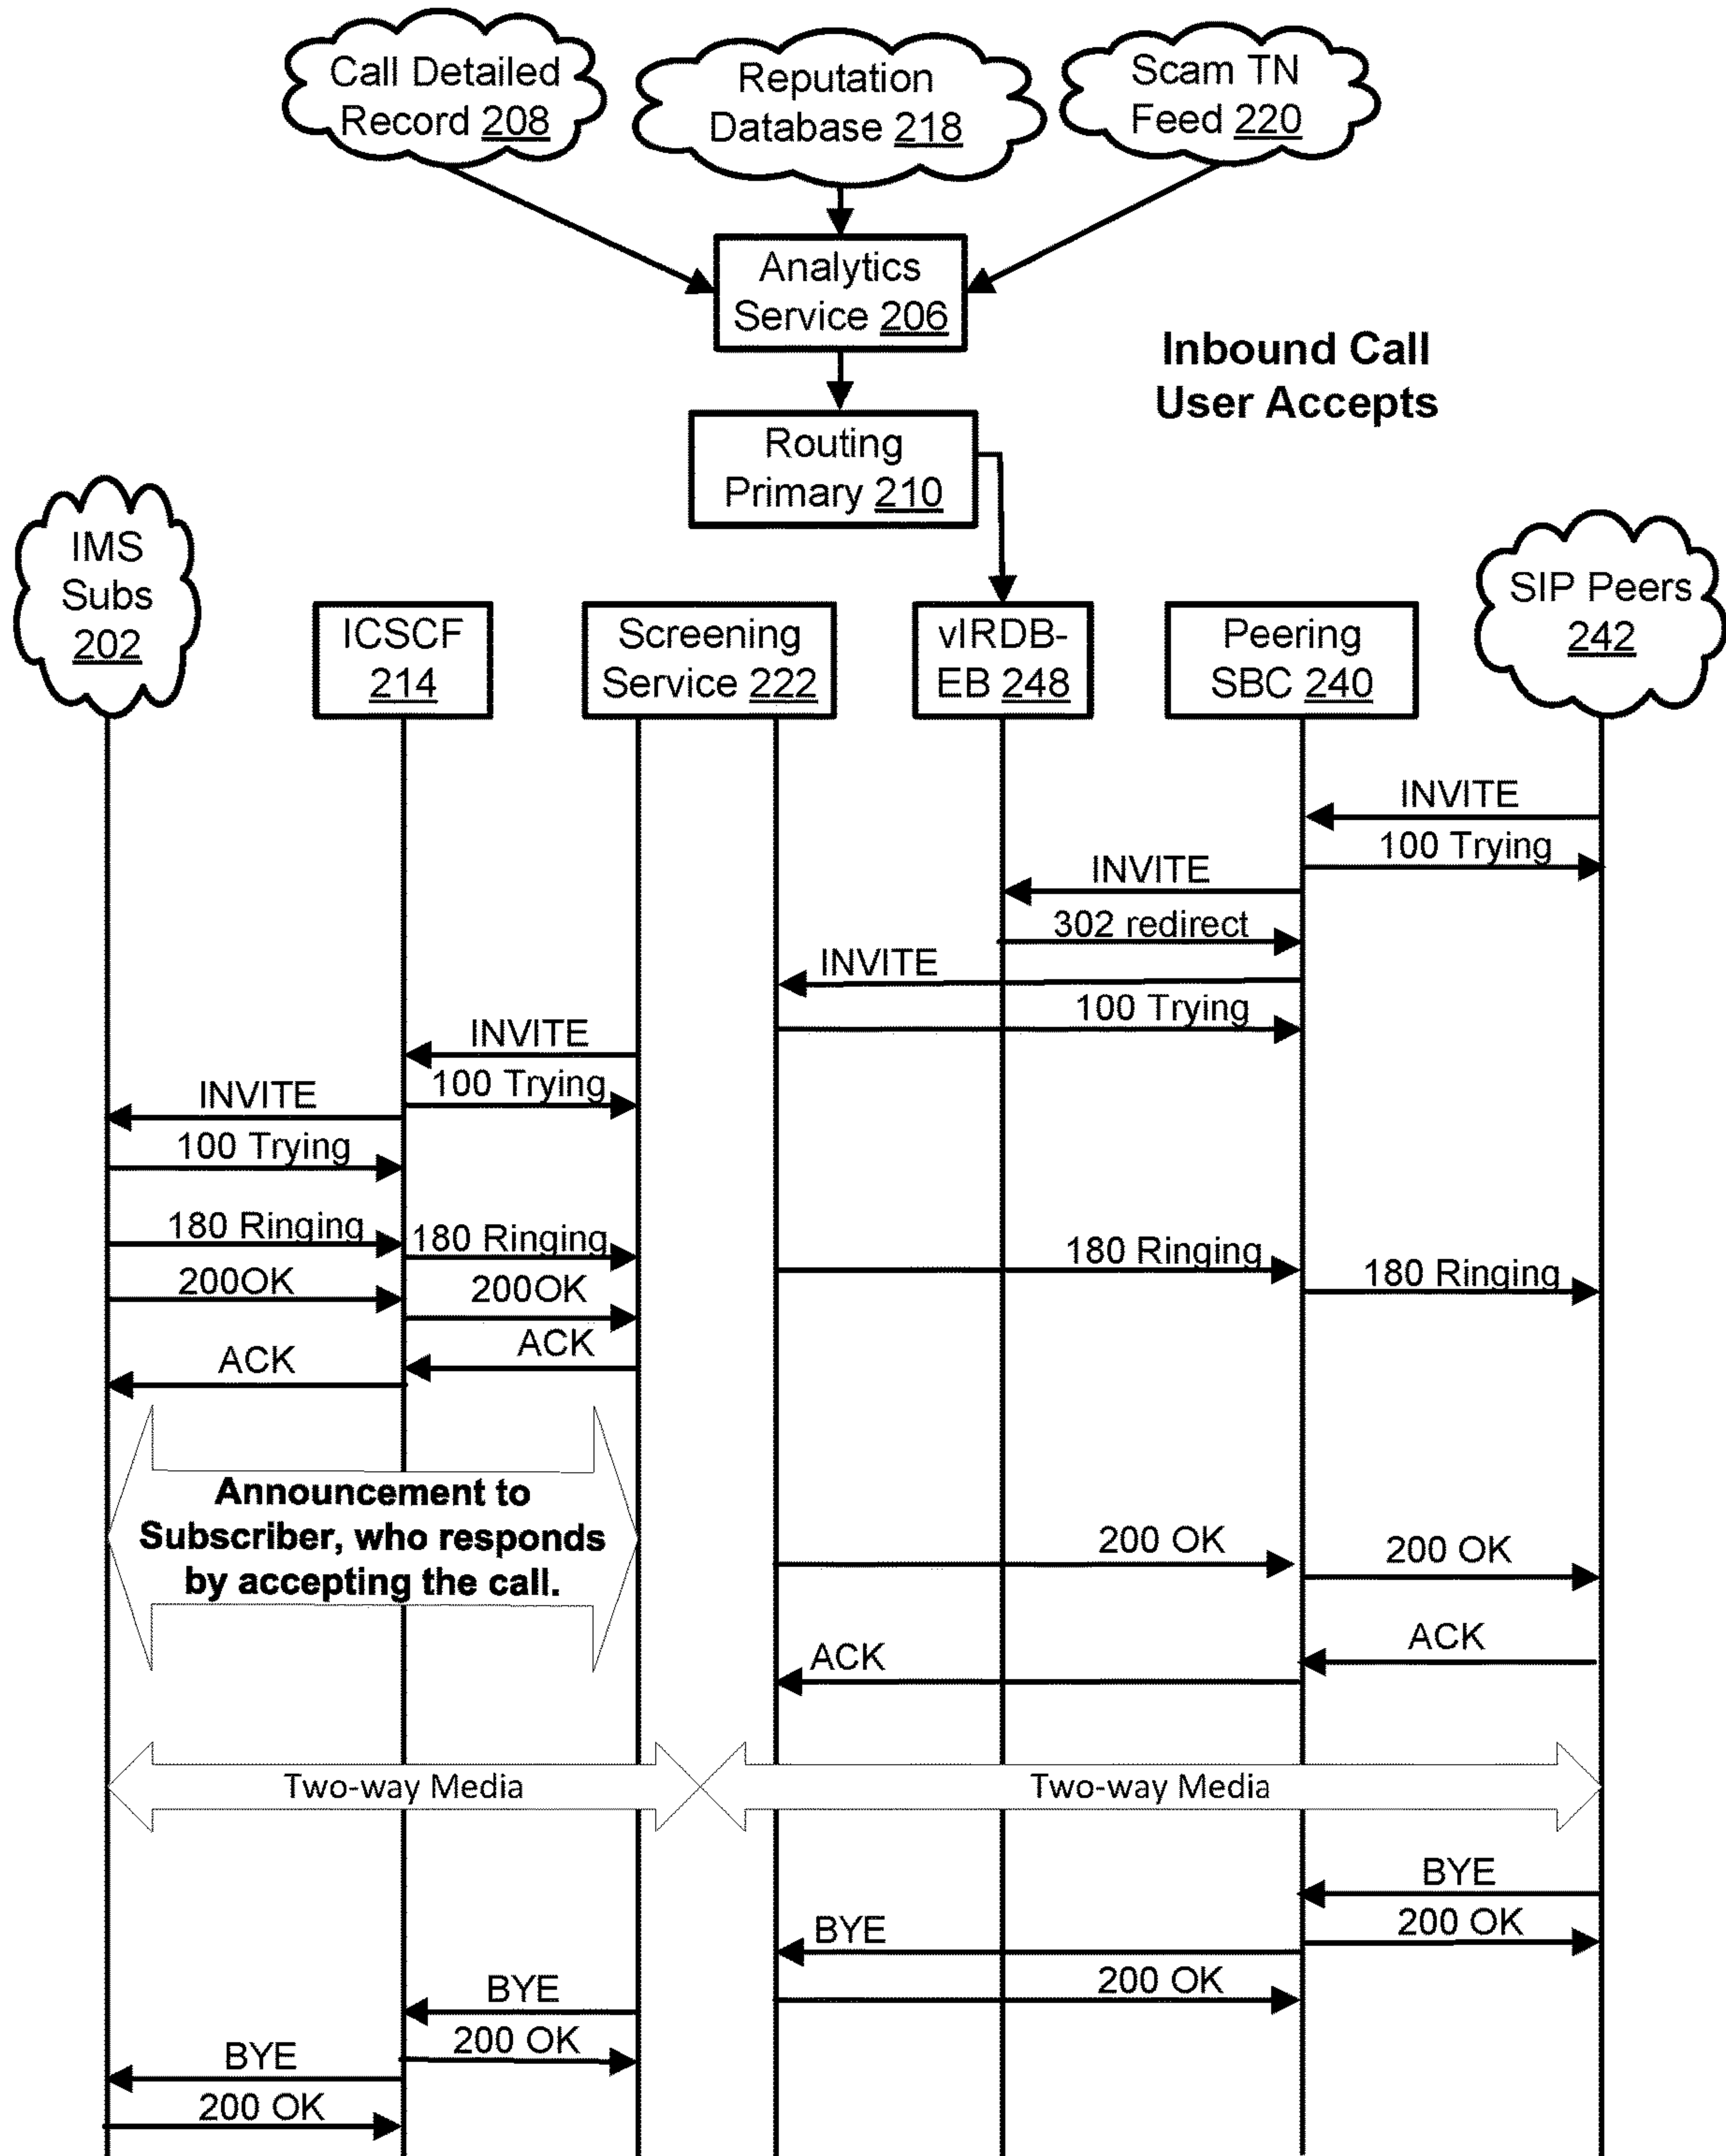 Call Detailed
Record 208
Reputation
Database 218
Scam TN
Feed 220
Analytics
Service 206
Inbound Call
User Accepts
Routing
Primary 210
IMS
Subs
202
ICSCF
214
Screening
Service 222
vIRDB-
EB 248
Peering
SBC 240
SIP Peers
242
INVITE
100 Trying
INVITE
302 redirect
INVITE
100 Trying
INVITE
100 Trying
INVITE
100 Trying
180 Ringing
180 Ringing
180 Ringing
180 Ringing
200OK
200OK
ACK
ACK
Announcement to
Subscriber, who responds
by accepting the call.
200 OK
200 OK
ACK
ACK
Two-way Media
Two-way Media
BYE
200 OK
BYE
200 OK
BYE
200 OK
BYE
200 OK